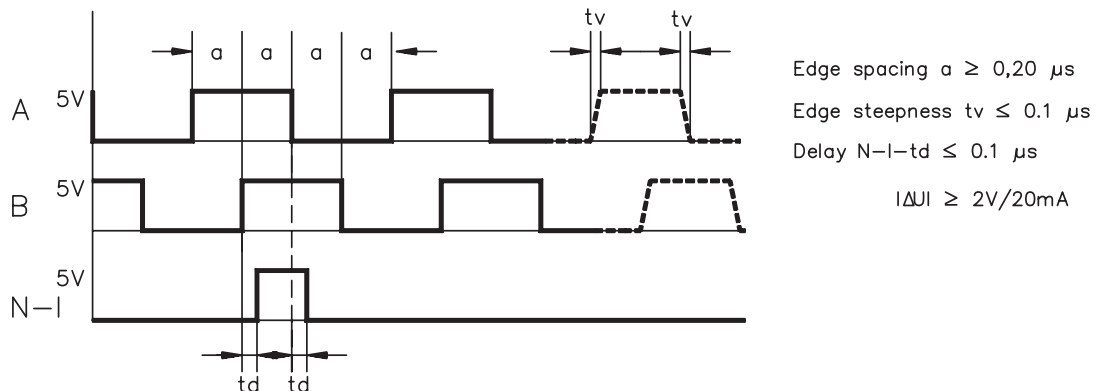 tv tv
a a a a
A 5V
B 5V
N-I 5V
td td
Edge spacing a ≥ 0,20 µs
Edge steepness tv ≤ 0.1 µs
Delay N-I-td ≤ 0.1 µs
IΔUI ≥ 2V/20mA